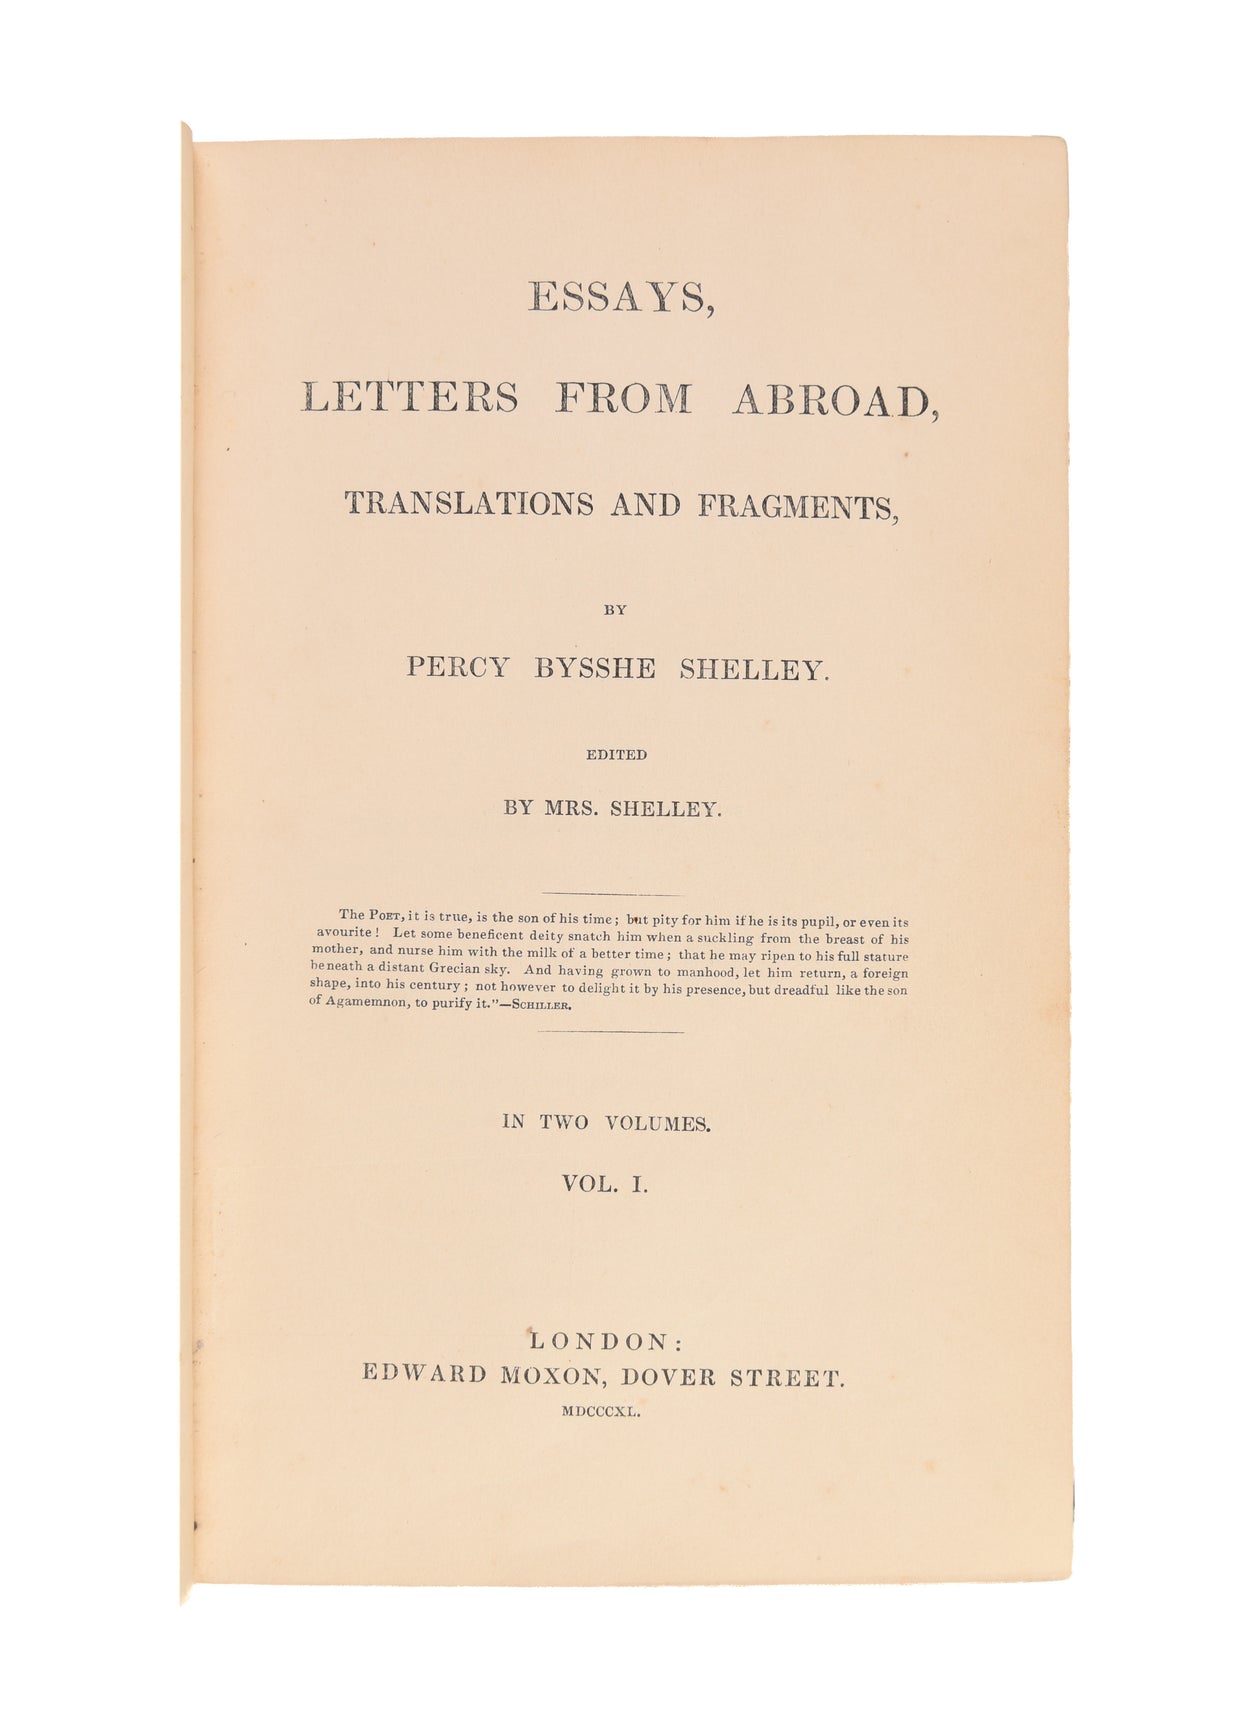 ESSAYS,
LETTERS FROM ABROAD,
TRANSLATIONS AND FRAGMENTS,
BY
PERCY BYSSHE SHELLEY.
EDITED
BY MRS. SHELLEY.
The POET, it is true, is the son of his time; but pity for him if he is its pupil, or even its
avourite! Let some beneficent deity snatch him when a suckling from the breast of his
mother, and nurse him with the milk of a better time; that he may ripen to his full stature
beneath a distant Grecian sky. And having grown to manhood, let him return, a foreign
shape, into his century; not however to delight it by his presence, but dreadful like the son
of Agamemnon, to purify it."—SCHILLER.
IN TWO VOLUMES.
VOL. I.
LONDON:
EDWARD MOXON, DOVER STREET.
MDCCCXL.